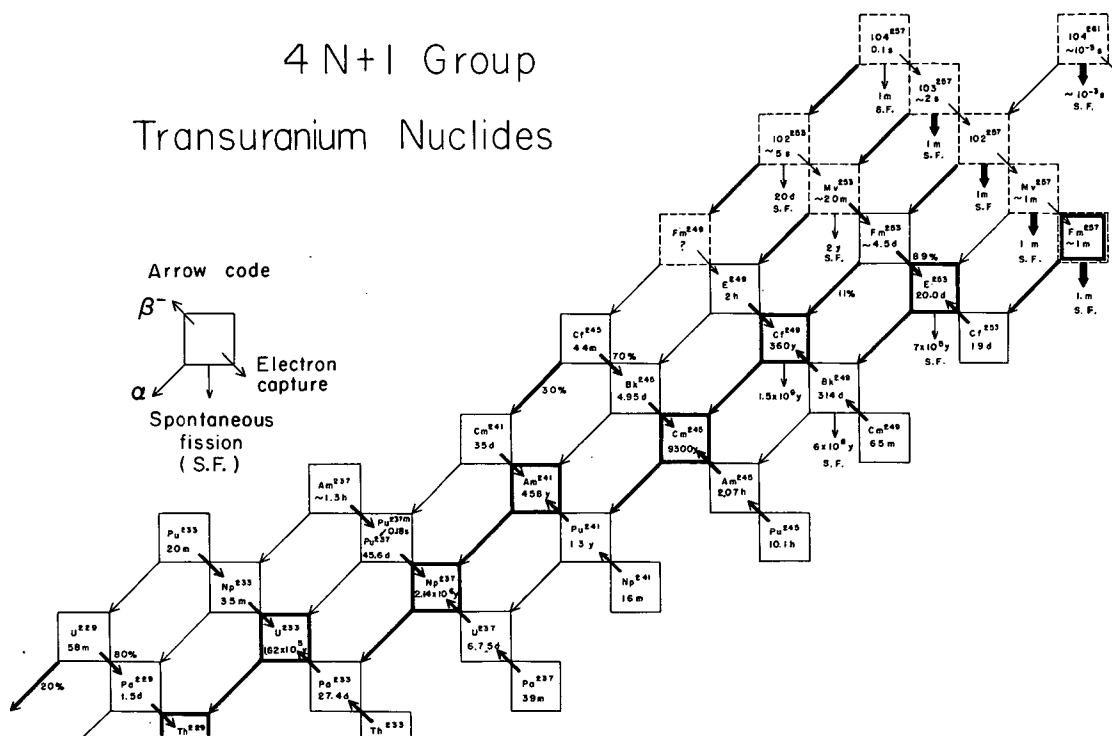 4N+1 Group
Transuranium Nuclides
Arrow code
β⁻
α
Electron
capture
Spontaneous
fission
(S.F.)
104²⁵⁷
0.1s
1m
S.F.
104²⁶¹
~10⁻³s
~10⁻³s
S.F.
103²⁵⁷
~2s
1m
S.F.
102²⁵³
~5s
20d
S.F.
102²⁵⁷
1m
S.F
Mv²⁵³
~20m
2y
S.F.
Mv²⁵⁷
~1m
1m
S.F.
Fm²⁴⁹
?
Fm²⁵³
~4.5d
89%
11%
Fm²⁵⁷
~1m
1.m
S.F.
E²⁴⁹
2h
E²⁵³
20.0d
7x10⁵y
S.F.
Cf²⁴⁵
44m
70%
30%
Cf²⁴⁹
360y
1.5x10⁹y
Cf²⁵³
19d
Bk²⁴⁵
4.95d
Bk²⁴⁹
314d
6x10⁸y
S.F.
Cm²⁴¹
35d
Cm²⁴⁵
9300y
Cm²⁴⁹
65m
Am²³⁷
~1.3h
Am²⁴¹
458y
Am²⁴⁵
2.07h
Pu²³³
20m
Pu²³⁷ᵐ
0.18s
Pu²³⁷
45.6d
Pu²⁴¹
13y
Pu²⁴⁵
10.1h
Np²³³
35m
Np²³⁷
2.14x10⁶y
Np²⁴¹
16m
U²²⁹
58m
80%
20%
U²³³
1.62x10⁵y
U²³⁷
6.75d
Pa²²⁹
1.5d
Pa²³³
27.4d
Pa²³⁷
39m
Th²²⁹
Th²³³